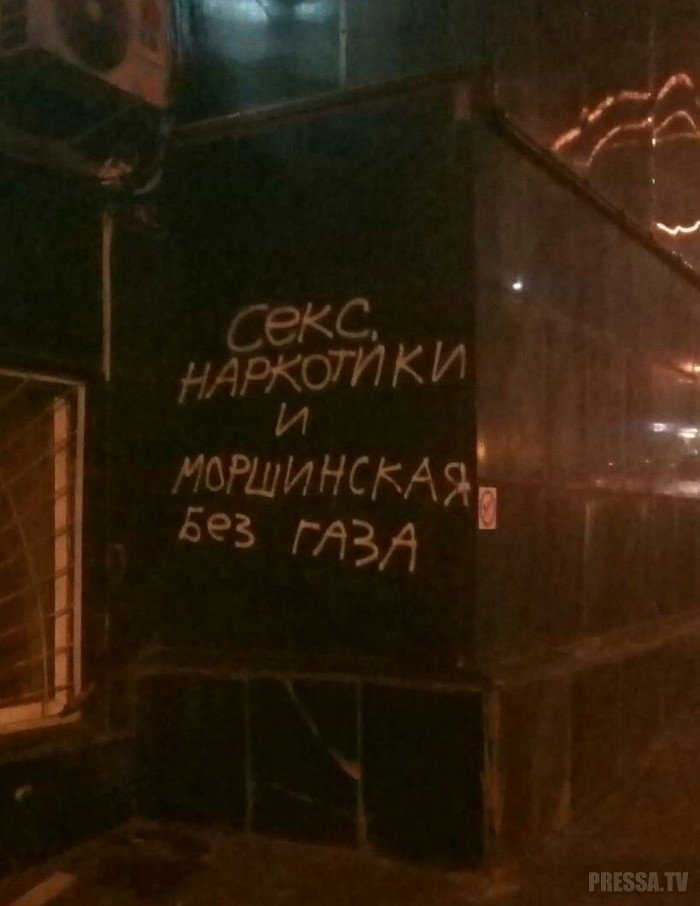 Секс,
НАРКОТИКИ
И
МОРШИНСКАЯ
Без ГАЗА
PRESSA.TV